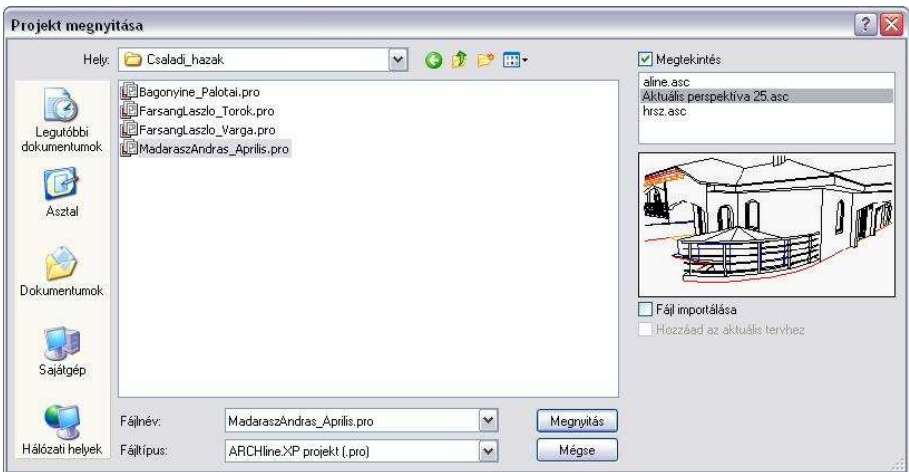 Projekt megnyitása
Hely:
Csaladi_hazak
Legutóbbi
dokumentumok
Asztal
Dokumentumok
Sajátgép
Hálózati helyek
Bagonyine_Palotai.pro
FarsangLaszlo_Torok.pro
FarsangLaszlo_Varga.pro
MadaraszAndras_Aprilis.pro
Fájlnév:
MadaraszAndras_Aprilis.pro
Megnyitás
Fájltípus:
ARCHline.XP projekt (.pro)
Mégse
Megtekintés
aline.asc
Aktuális perspektíva 25.asc
hrsz.asc
Fájl importálása
Hozzáad az aktuális tervhez